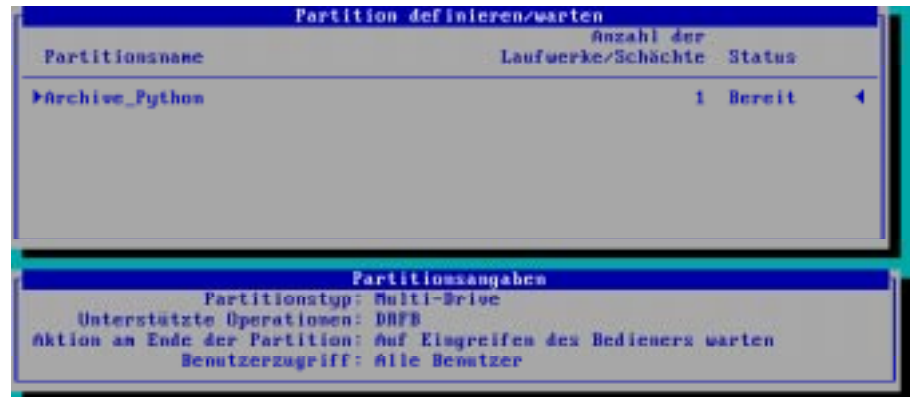 Partition definieren/warten
Anzahl der
Partitionsname Laufwerke/Schächte Status
Archive_Python 1 Bereit
Partitionsangaben
Partitionstyp: Multi-Drive
Unterstützte Operationen:
Aktion am Ende der Partition: Auf Eingreifen des Bedieners warten
Benutzerzugriff: Alle Benutzer